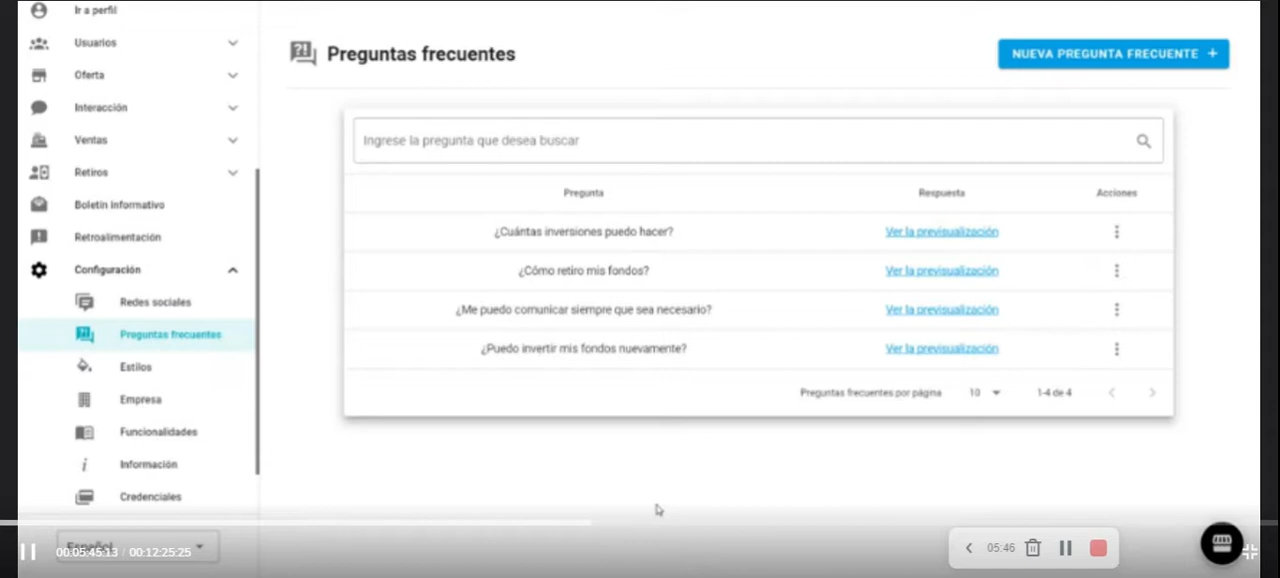 Ir a perfil
Usuarios
Oferta
Interacción
Ventas
Retiros
Boletín Informativo
Retroalimentación
Configuración
Redes sociales
Preguntas frecuentes
Estilos
Empresa
Funcionalidades
Información
Credenciales
Español
Preguntas frecuentes
NUEVA PREGUNTA FRECUENTE +
Ingrese la pregunta que desea buscar
Pregunta Respuesta Acciones
¿Cuántas inversiones puedo hacer? Ver la previsualización
¿Cómo retiro mis fondos? Ver la previsualización
¿Me puedo comunicar siempre que sea necesario? Ver la previsualización
¿Puedo invertir mis fondos nuevamente? Ver la previsualización
Preguntas frecuentes por página 10 1-4 de 4
00:05:45:13 / 00:12:25:25
05:46